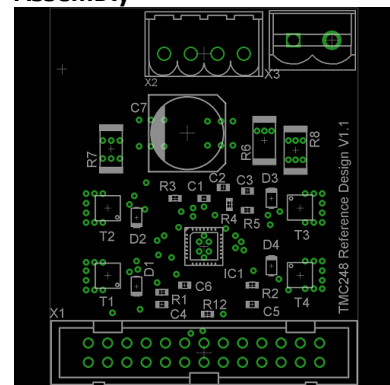 Assembly
X2
X3
C7
R7
R6
R8
C2
R3
C1
C3
D3
R4
R5
T2
D2
T3
TMC248 Reference Design V1.1
D4
IC1
D1
T1
C6
R2
T4
R1
X1
C4
R12
C5